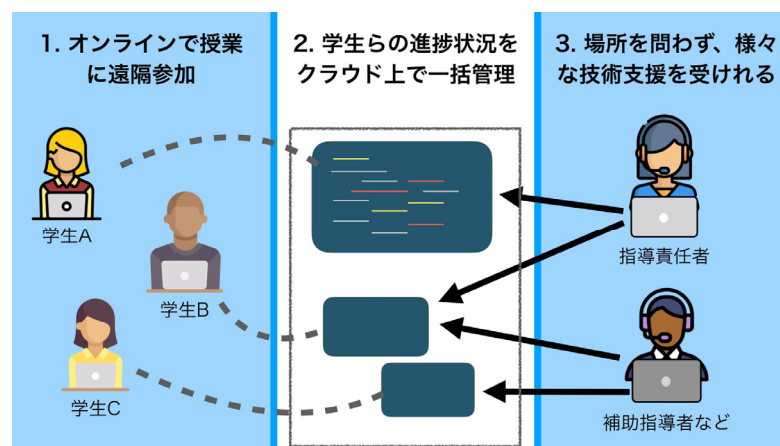 1. オンラインで授業
に遠隔参加
2. 学生らの進捗状況を
クラウド上で一括管理
3. 場所を問わず、様々
な技術支援を受けれる
学生A
学生B
学生C
指導責任者
補助指導者など